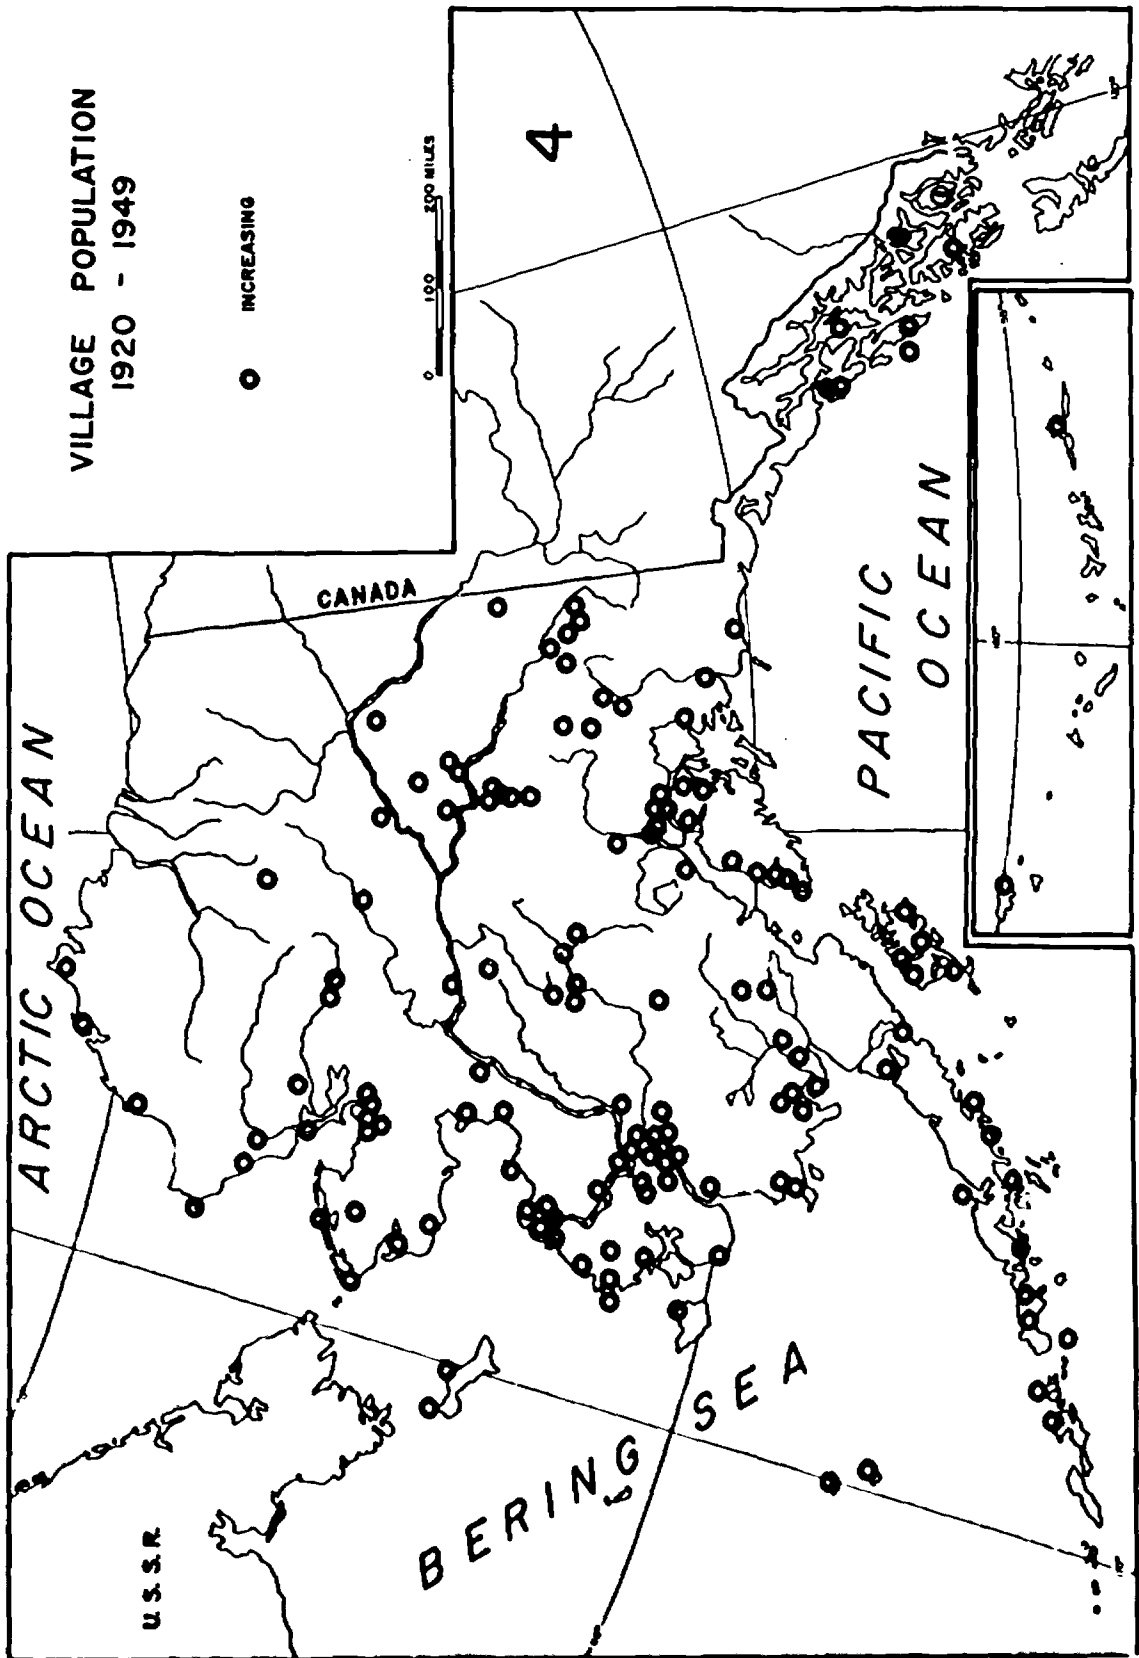 VILLAGE POPULATION
1920 - 1949
INCREASING
0 100 200 MILES
4
ARCTIC OCEAN
CANADA
U.S.S.R.
BERING SEA
PACIFIC
OCEAN